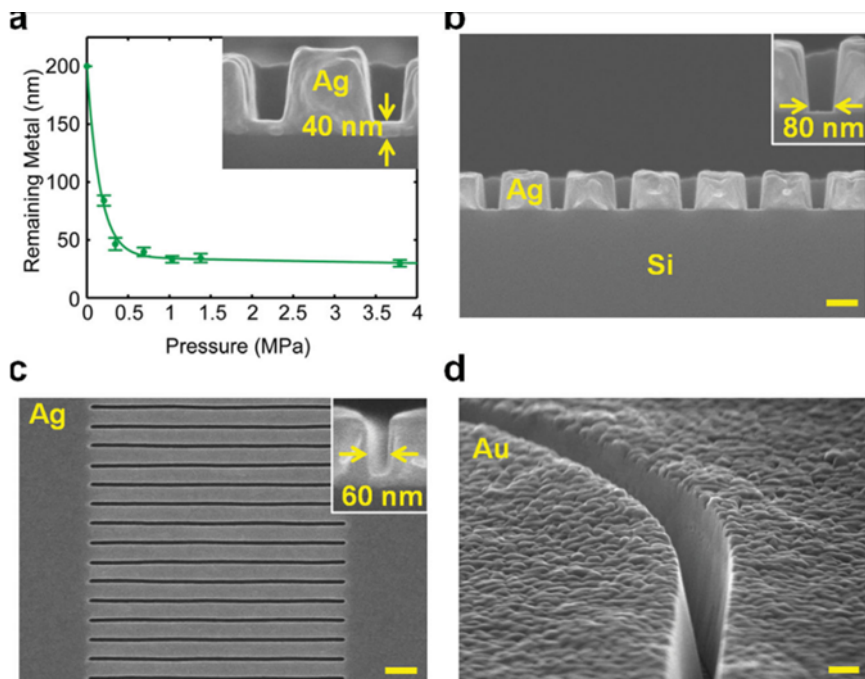 a
200
150
100
50
0
Remaining Metal (nm)
0 0.5 1 1.5 2 2.5 3 3.5 4
Pressure (MPa)
Ag
40 nm
b
80 nm
Ag
Si
c
Ag
60 nm
d
Au